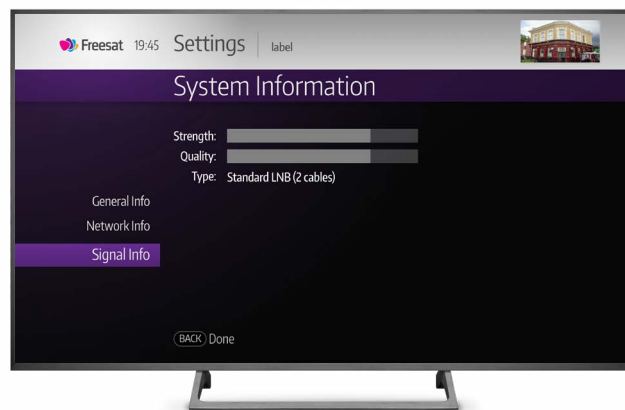 Freesat 19:45 Settings label
System Information
Strength:
Quality:
Type: Standard LNB (2 cables)
General Info
Network Info
Signal Info
BACK Done